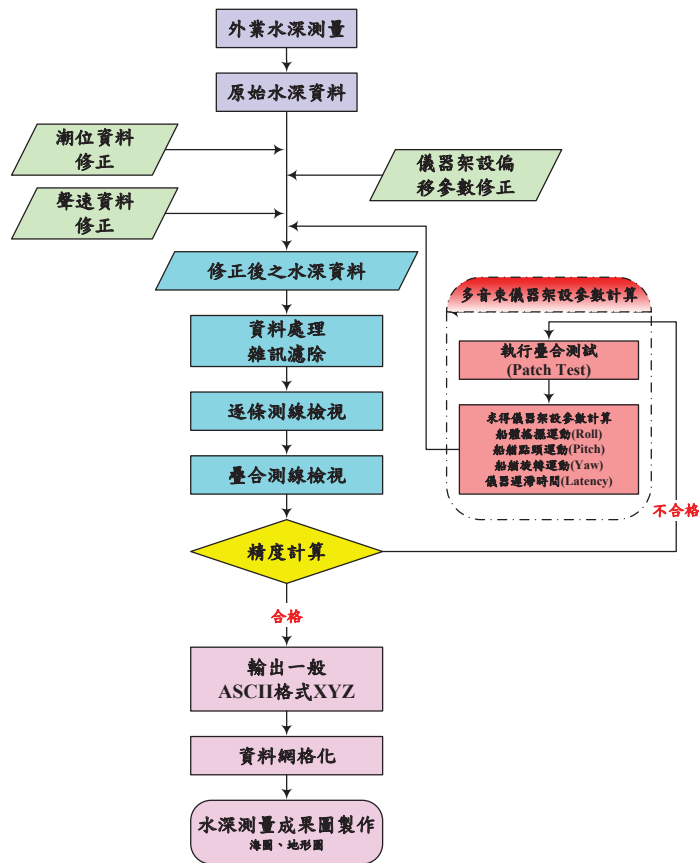 外業水深測量
原始水深資料
潮位資料
修正
儀器架設偏
移參數修正
聲速資料
修正
修正後之水深資料
多音束儀器架設參數計算
資料處理
雜訊濾除
執行疊合測試
(Patch Test)
逐條測線檢視
求得儀器架設參數計算
船體搖擺運動(Roll)
船艏點頭運動(Pitch)
船艏旋轉運動(Yaw)
儀器遲滯時間(Latency)
疊合測線檢視
不合格
精度計算
合格
輸出一般
ASCII格式XYZ
資料網格化
水深測量成果圖製作
海圖、地形圖